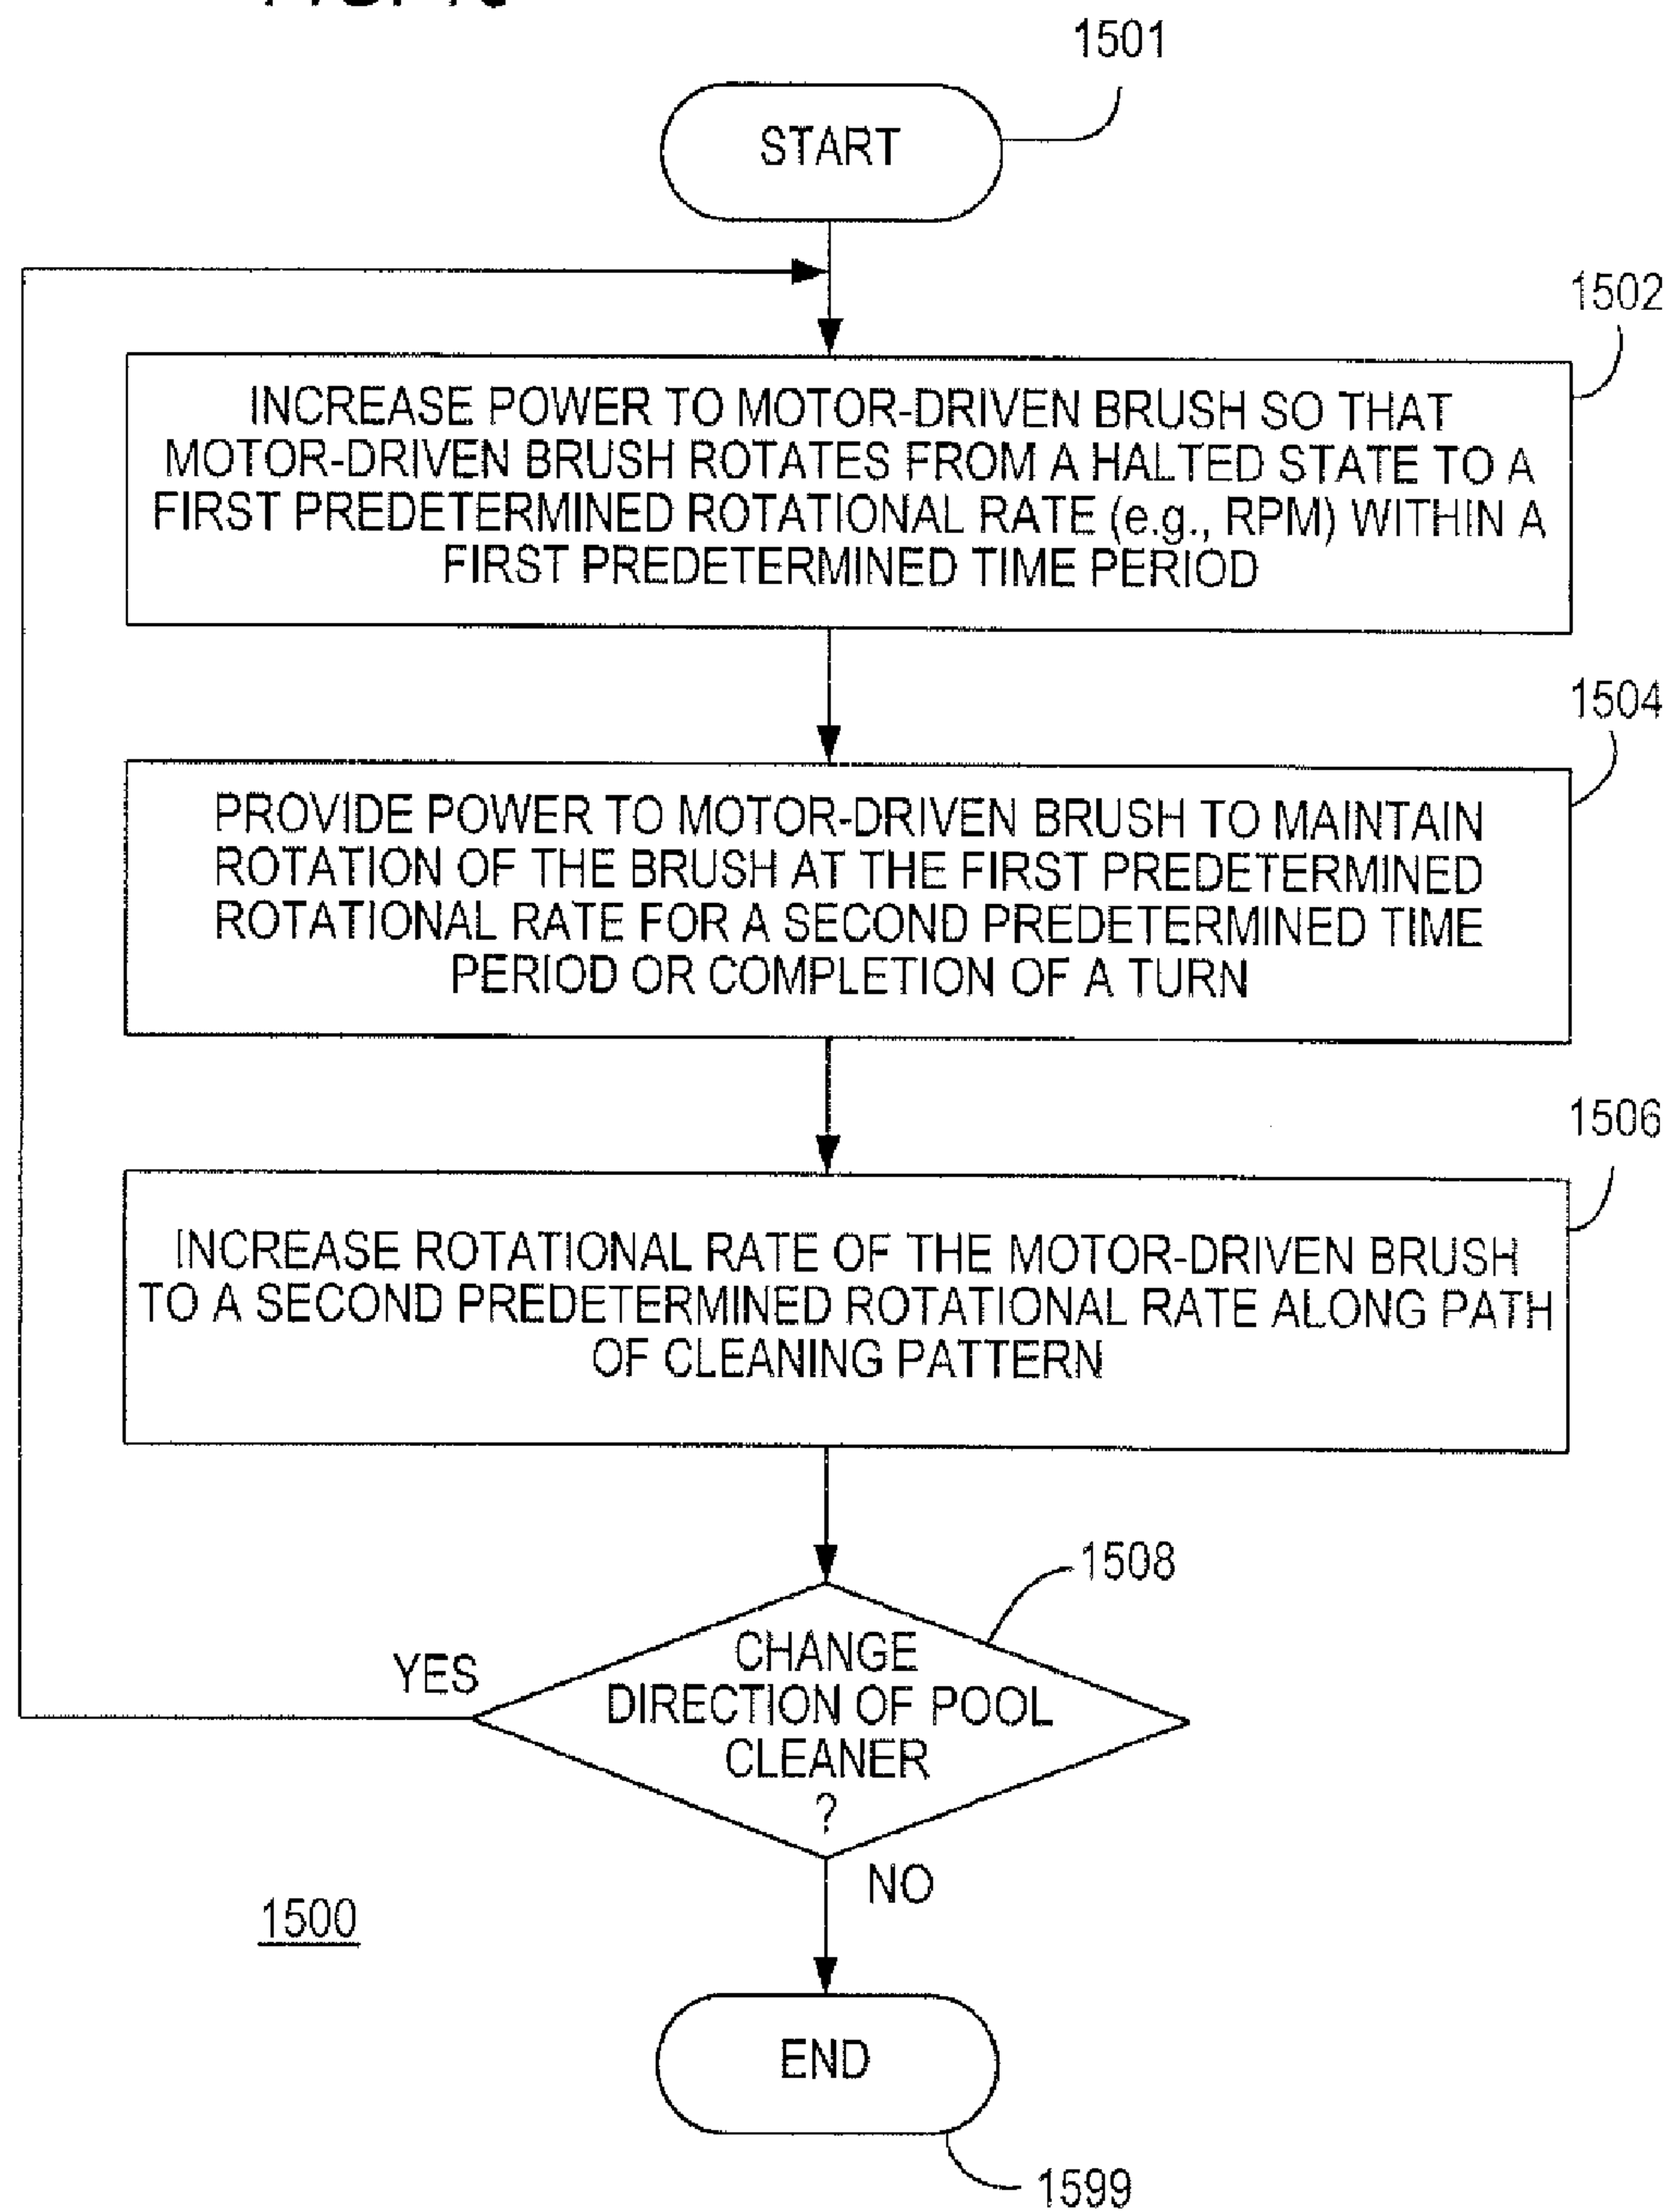 1501
START
1502
INCREASE POWER TO MOTOR-DRIVEN BRUSH SO THAT
MOTOR-DRIVEN BRUSH ROTATES FROM A HALTED STATE TO A
FIRST PREDETERMINED ROTATIONAL RATE (e.g., RPM) WITHIN A
FIRST PREDETERMINED TIME PERIOD
1504
PROVIDE POWER TO MOTOR-DRIVEN BRUSH TO MAINTAIN
ROTATION OF THE BRUSH AT THE FIRST PREDETERMINED
ROTATIONAL RATE FOR A SECOND PREDETERMINED TIME
PERIOD OR COMPLETION OF A TURN
1506
INCREASE ROTATIONAL RATE OF THE MOTOR-DRIVEN BRUSH
TO A SECOND PREDETERMINED ROTATIONAL RATE ALONG PATH
OF CLEANING PATTERN
1508
YES
CHANGE
DIRECTION OF POOL
CLEANER
?
NO
1500
END
1599